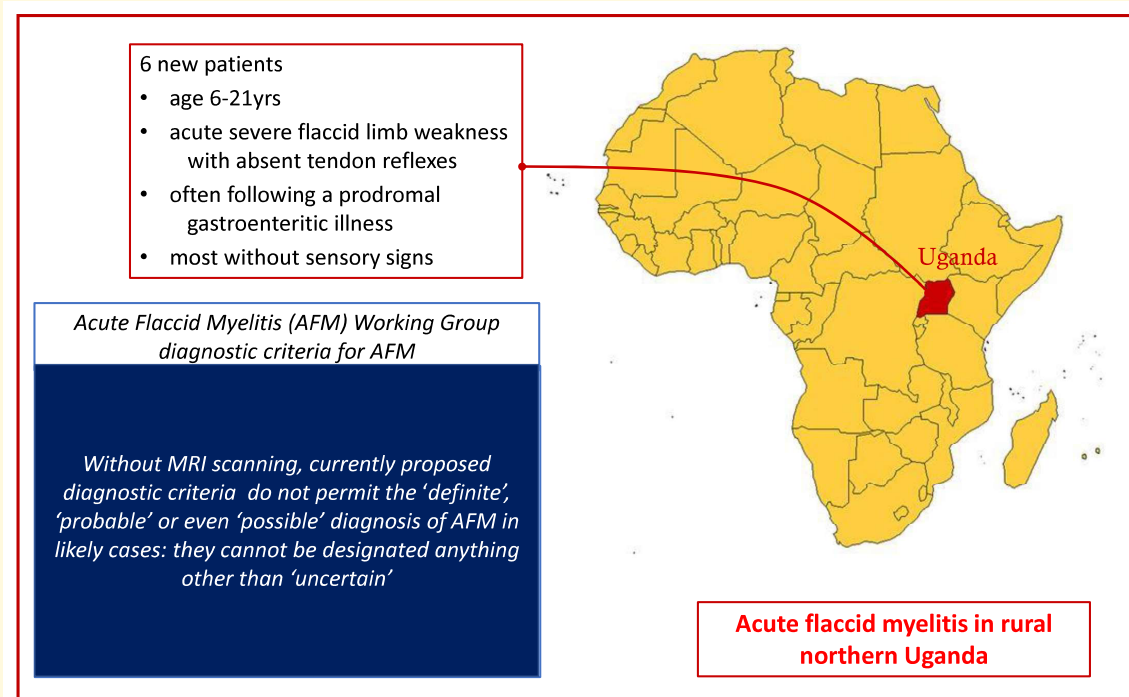 6 new patients
• age 6-21yrs
• acute severe flaccid limb weakness
with absent tendon reflexes
• often following a prodromal
gastroenteritic illness
• most without sensory signs
Uganda
Acute Flaccid Myelitis (AFM) Working Group
diagnostic criteria for AFM
Without MRI scanning, currently proposed
diagnostic criteria do not permit the ‘definite’,
‘probable’ or even ‘possible’ diagnosis of AFM in
likely cases: they cannot be designated anything
other than ‘uncertain’
Acute flaccid myelitis in rural
northern Uganda